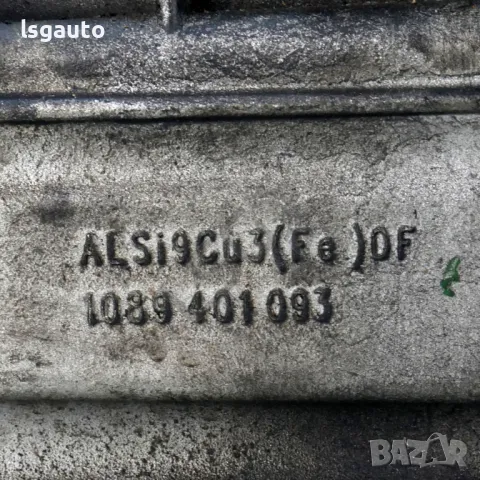 lsgauto
ALSi9Cu3(Fe)DF
1089 401 093
BAZAR